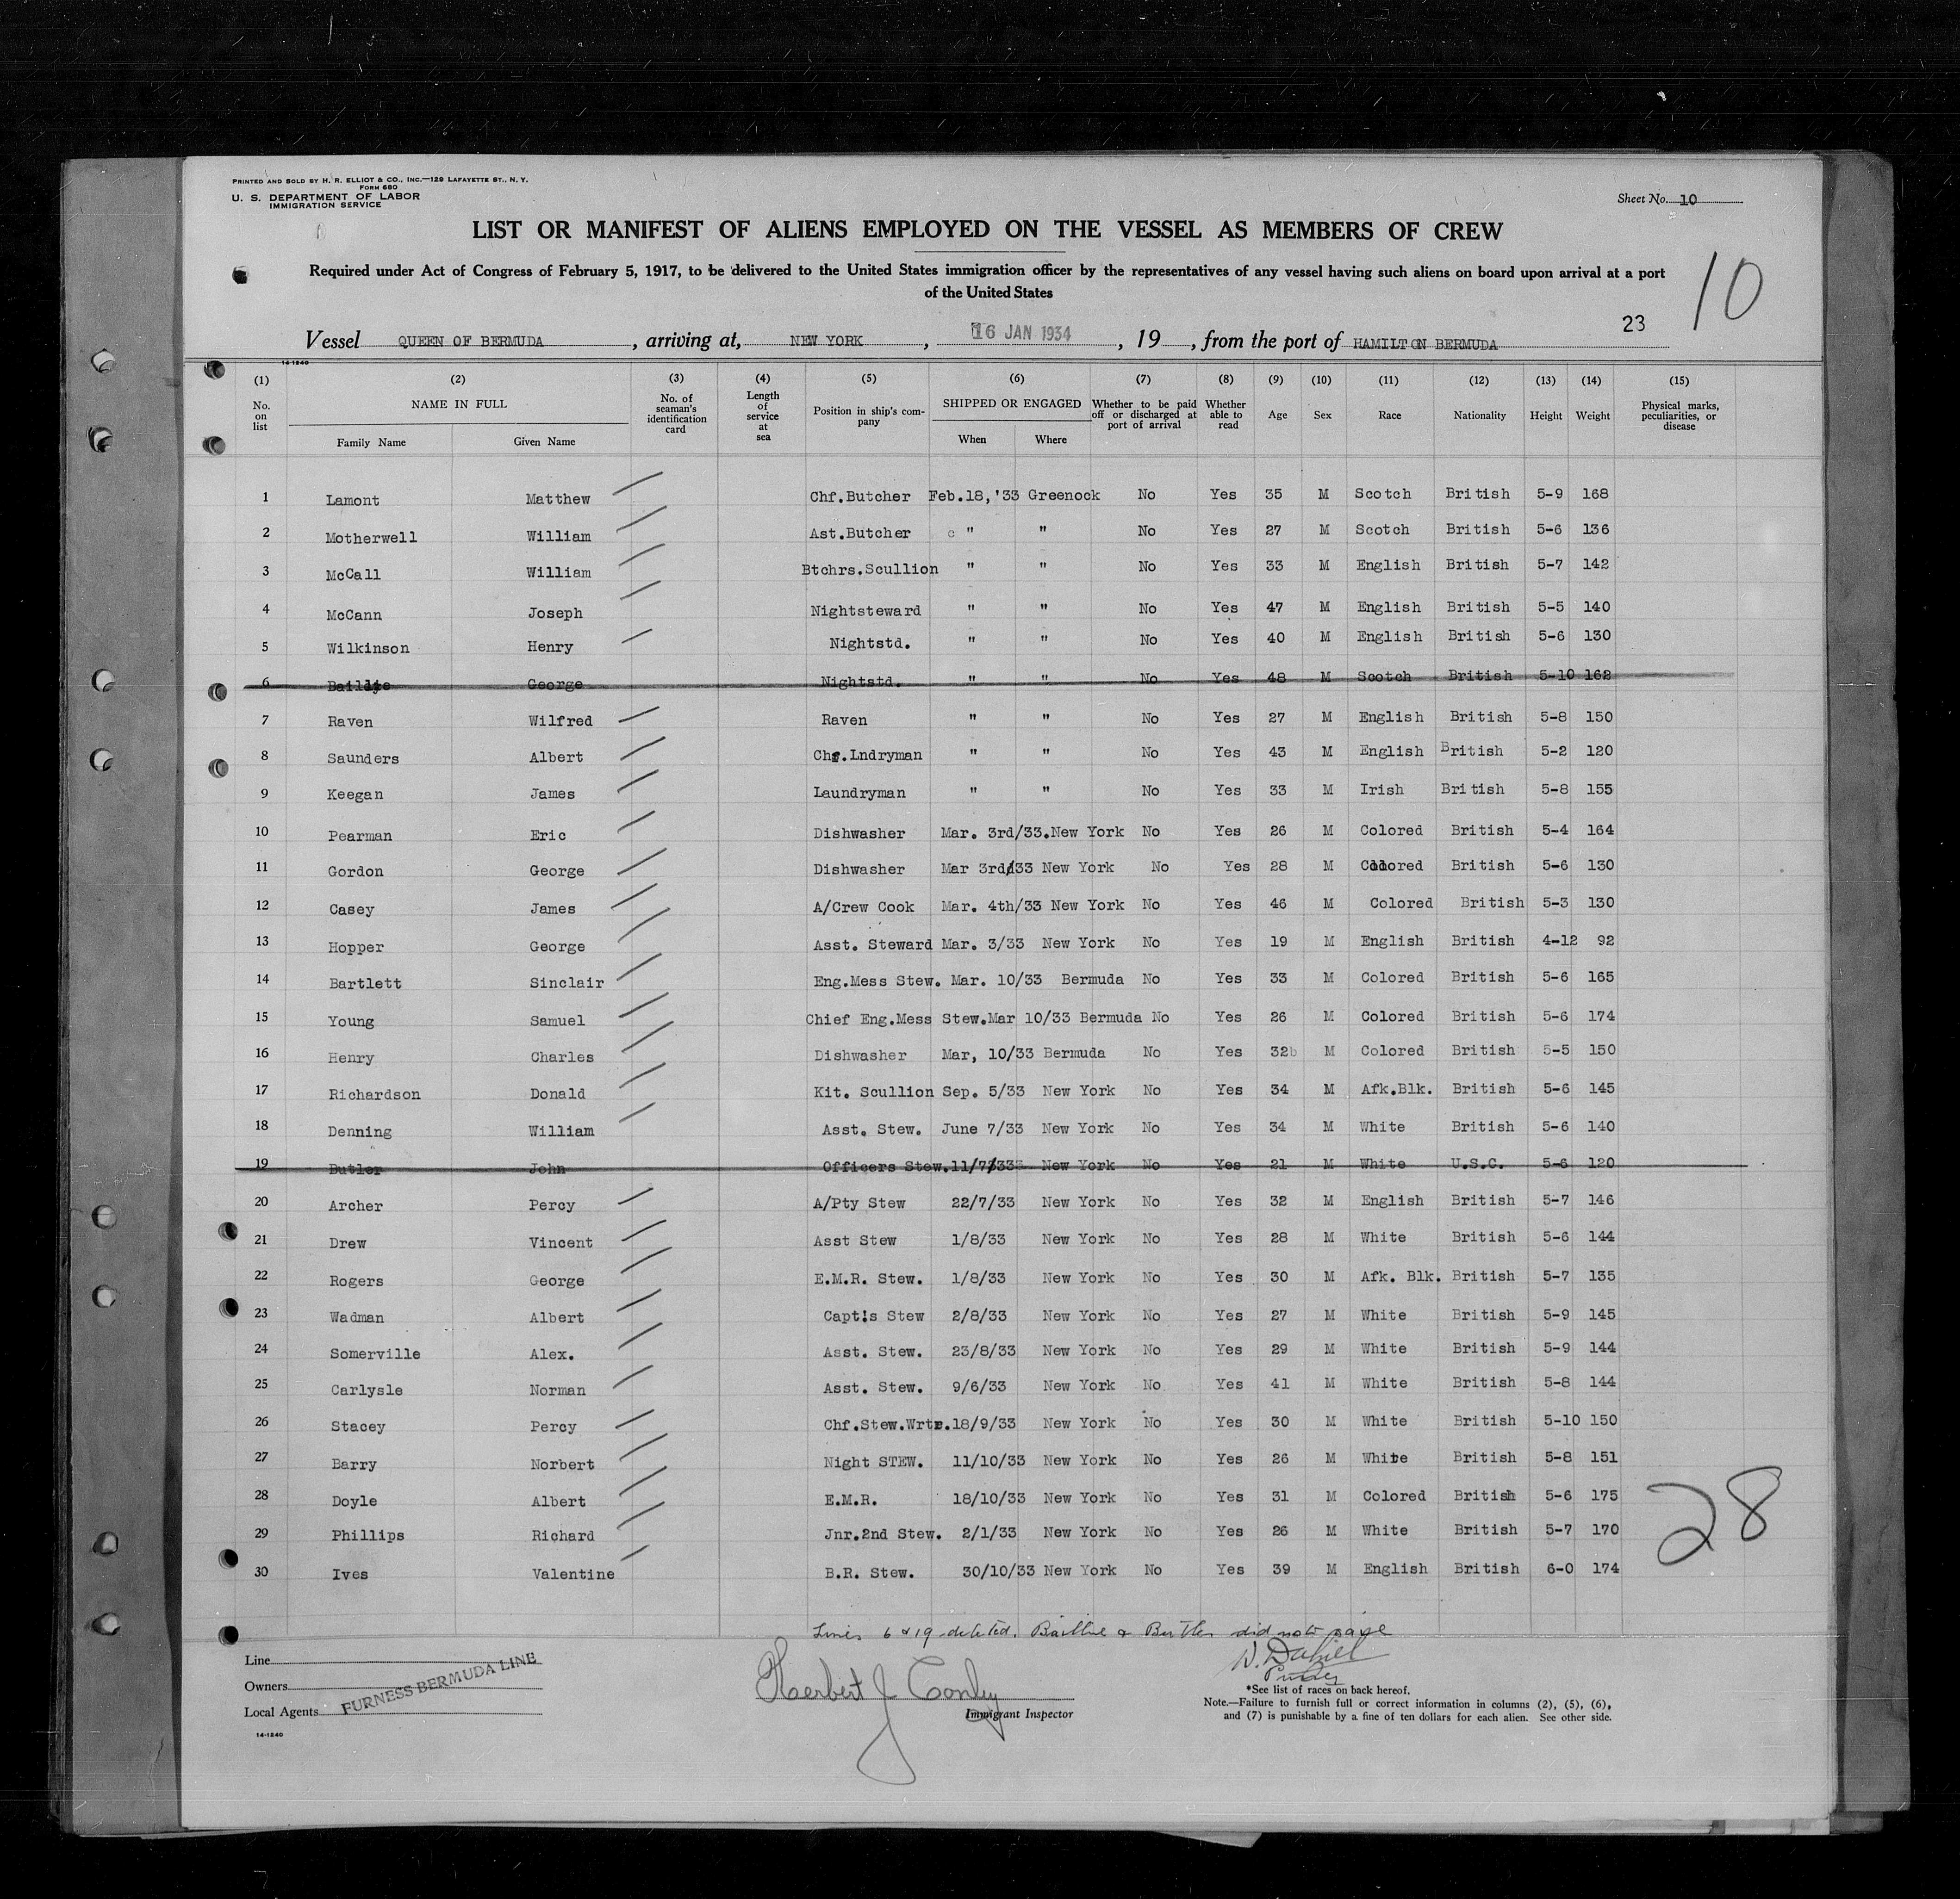 PRINTED AND SOLD BY H. R. ELLIOT & CO., INC.—129 LAFAYETTE ST., N. Y.
FORM 680
U. S. DEPARTMENT OF LABOR
IMMIGRATION SERVICE
Sheet No. 10
LIST OR MANIFEST OF ALIENS EMPLOYED ON THE VESSEL AS MEMBERS OF CREW
Required under Act of Congress of February 5, 1917, to be delivered to the United States immigration officer by the representatives of any vessel having such aliens on board upon arrival at a port
of the United States
10
23
Vessel QUEEN OF BERMUDA, arriving at, NEW YORK, 16 JAN 1934, 19 , from the port of HAMILTON BERMUDA
14-1240
(1) (2) (3) (4) (5) (6) (7) (8) (9) (10) (11) (12) (13) (14) (15)
No. on list NAME IN FULL Family Name Given Name No. of seaman's identification card Length of service at sea Position in ship's company SHIPPED OR ENGAGED When Where Whether to be paid off or discharged at port of arrival Whether able to read Age Sex Race Nationality Height Weight Physical marks, peculiarities, or disease
1 Lamont Matthew Chf.Butcher Feb.18,'33 Greenock No Yes 35 M Scotch British 5-9 168
2 Motherwell William Ast.Butcher " " No Yes 27 M Scotch British 5-6 136
3 McCall William Btchrs.Scullion " " No Yes 33 M English British 5-7 142
4 McCann Joseph Nightsteward " " No Yes 47 M English British 5-5 140
5 Wilkinson Henry Nightstd. " " No Yes 40 M English British 5-6 130
6 Baillie George Nightstd. " " No Yes 48 M Scotch British 5-10 162
7 Raven Wilfred Raven " " No Yes 27 M English British 5-8 150
8 Saunders Albert Chf.Lndryman " " No Yes 43 M English British 5-2 120
9 Keegan James Laundryman " " No Yes 33 M Irish British 5-8 155
10 Pearman Eric Dishwasher Mar. 3rd/33. New York No Yes 26 M Colored British 5-4 164
11 Gordon George Dishwasher Mar 3rd/33 New York No Yes 28 M Colored British 5-6 130
12 Casey James A/Crew Cook Mar. 4th/33 New York No Yes 46 M Colored British 5-3 130
13 Hopper George Asst. Steward Mar. 3/33 New York No Yes 19 M English British 4-12 92
14 Bartlett Sinclair Eng.Mess Stew. Mar. 10/33 Bermuda No Yes 33 M Colored British 5-6 165
15 Young Samuel Chief Eng.Mess Stew. Mar 10/33 Bermuda No Yes 26 M Colored British 5-6 174
16 Henry Charles Dishwasher Mar, 10/33 Bermuda No Yes 32b M Colored British 5-5 150
17 Richardson Donald Kit. Scullion Sep. 5/33 New York No Yes 34 M Afk.Blk. British 5-6 145
18 Denning William Asst. Stew. June 7/33 New York No Yes 34 M White British 5-6 140
19 Butler John Officers Stew. 11/7/33 New York No Yes 21 M White U.S.C. 5-6 120
20 Archer Percy A/Pty Stew 22/7/33 New York No Yes 32 M English British 5-7 146
21 Drew Vincent Asst Stew 1/8/33 New York No Yes 28 M White British 5-6 144
22 Rogers George E.M.R. Stew. 1/8/33 New York No Yes 30 M Afk. Blk. British 5-7 135
23 Wadman Albert Capt's Stew 2/8/33 New York No Yes 27 M White British 5-9 145
24 Somerville Alex. Asst. Stew. 23/8/33 New York No Yes 29 M White British 5-9 144
25 Carlysle Norman Asst. Stew. 9/6/33 New York No Yes 41 M White British 5-8 144
26 Stacey Percy Chf.Stew.Wrtr. 18/9/33 New York No Yes 30 M White British 5-10 150
27 Barry Norbert Night STEW. 11/10/33 New York No Yes 26 M White British 5-8 151
28 Doyle Albert E.M.R. 18/10/33 New York No Yes 31 M Colored British 5-6 175
29 Phillips Richard Jnr.2nd Stew. 2/1/33 New York No Yes 26 M White British 5-7 170
30 Ives Valentine B.R. Stew. 30/10/33 New York No Yes 39 M English British 6-0 174
28
Lines 6 & 19 deleted. Baillie & Butler did not
Line
Owners
Local Agents FURNESS BERMUDA LINE
14-1240
Herbert J Conley
Immigrant Inspector
Purser
*See list of races on back hereof.
Note.—Failure to furnish full or correct information in columns (2), (5), (6),
and (7) is punishable by a fine of ten dollars for each alien. See other side.